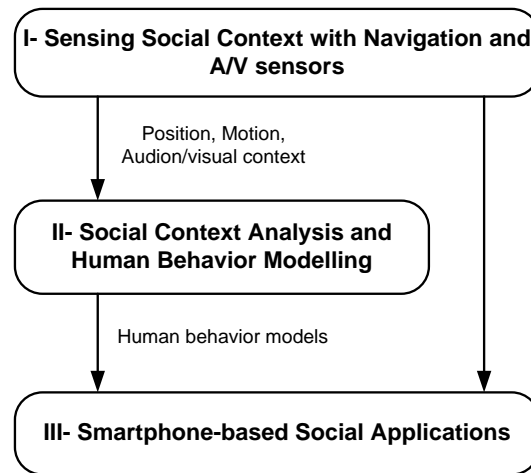 I- Sensing Social Context with Navigation and
A/V sensors
Position, Motion,
Audion/visual context
II- Social Context Analysis and
Human Behavior Modelling
Human behavior models
III- Smartphone-based Social Applications